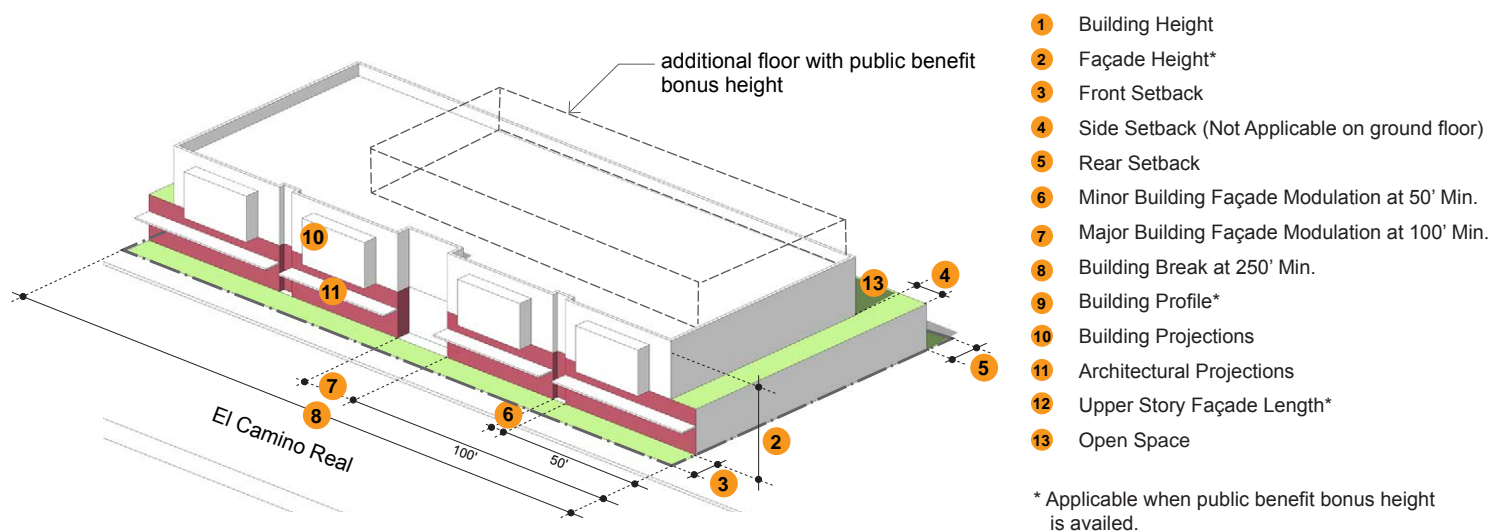 additional floor with public benefit
bonus height
10
11
13
4
5
7
8
6
2
3
100'
50'
El Camino Real
1 Building Height
2 Façade Height*
3 Front Setback
4 Side Setback (Not Applicable on ground floor)
5 Rear Setback
6 Minor Building Façade Modulation at 50’ Min.
7 Major Building Façade Modulation at 100’ Min.
8 Building Break at 250’ Min.
9 Building Profile*
10 Building Projections
11 Architectural Projections
12 Upper Story Façade Length*
13 Open Space
* Applicable when public benefit bonus height
is availed.